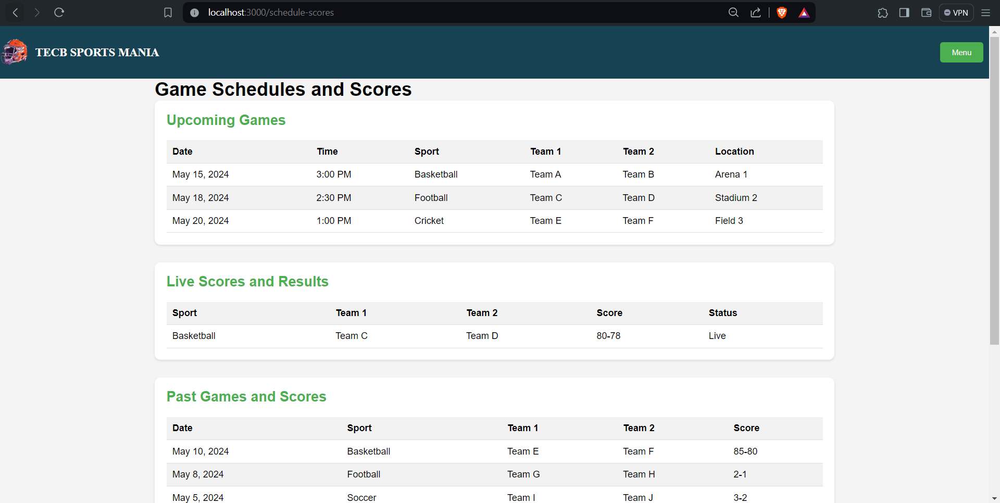 localhost:3000/schedule-scores
VPN
TECB SPORTS MANIA
Menu
Game Schedules and Scores
Upcoming Games
Date Time Sport Team 1 Team 2 Location
May 15, 2024 3:00 PM Basketball Team A Team B Arena 1
May 18, 2024 2:30 PM Football Team C Team D Stadium 2
May 20, 2024 1:00 PM Cricket Team E Team F Field 3
Live Scores and Results
Sport Team 1 Team 2 Score Status
Basketball Team C Team D 80-78 Live
Past Games and Scores
Date Sport Team 1 Team 2 Score
May 10, 2024 Basketball Team E Team F 85-80
May 8, 2024 Football Team G Team H 2-1
May 5, 2024 Soccer Team I Team J 3-2